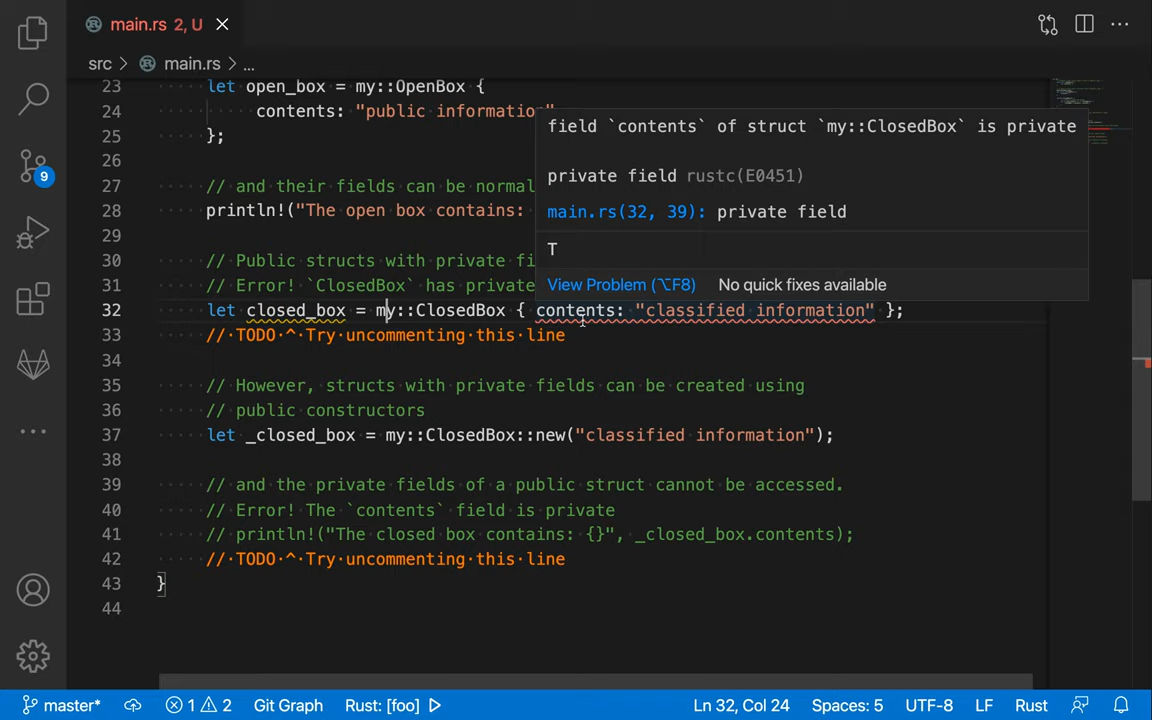 main.rs 2, U
src > main.rs > ...
23 let open_box = my::OpenBox {
24 contents: "public information"
25 };
26
27 // and their fields can be normal
28 println!("The open box contains:
29
30 // Public structs with private fi
31 // Error! `ClosedBox` has private
32 let closed_box = my::ClosedBox { contents: "classified information" };
33 // TODO ^ Try uncommenting this line
34
35 // However, structs with private fields can be created using
36 // public constructors
37 let _closed_box = my::ClosedBox::new("classified information");
38
39 // and the private fields of a public struct cannot be accessed.
40 // Error! The `contents` field is private
41 // println!("The closed box contains: {}", _closed_box.contents);
42 // TODO ^ Try uncommenting this line
43 }
44
field `contents` of struct `my::ClosedBox` is private
private field rustc(E0451)
main.rs(32, 39): private field
T
View Problem (⌥F8) No quick fixes available
9
master* 1 2 Git Graph Rust: [foo] Ln 32, Col 24 Spaces: 5 UTF-8 LF Rust